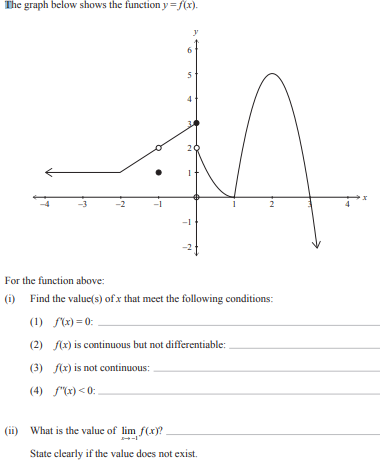 The graph below shows the function y = f(x).
y
6
5
4
3
2
1
-4 -3 -2 -1 1 2 3 4 x
-1
-2
For the function above:
(i) Find the value(s) of x that meet the following conditions:
(1) f'(x) = 0:
(2) f(x) is continuous but not differentiable:
(3) f(x) is not continuous:
(4) f"(x) < 0:
(ii) What is the value of lim f(x)?
x→-1
State clearly if the value does not exist.